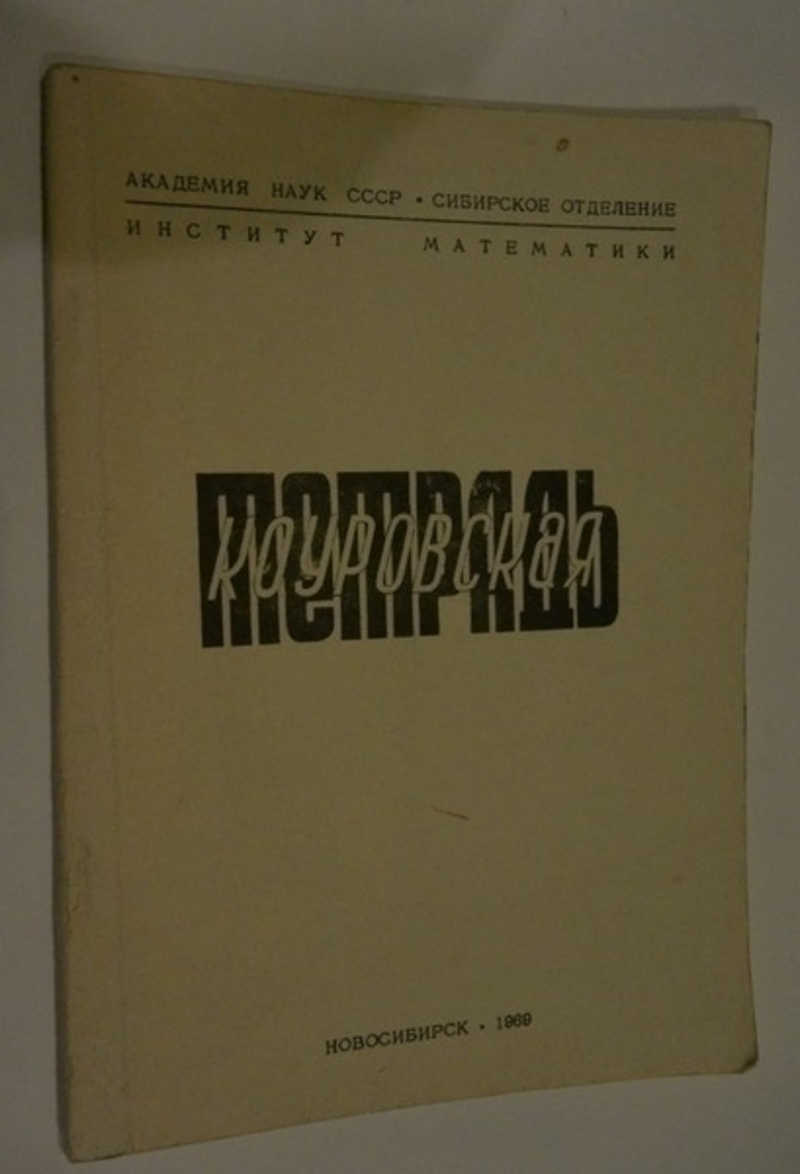 АКАДЕМИЯ НАУК СССР • СИБИРСКОЕ ОТДЕЛЕНИЕ
ИНСТИТУТ МАТЕМАТИКИ
коуровская
тетрадь
НОВОСИБИРСК • 1969